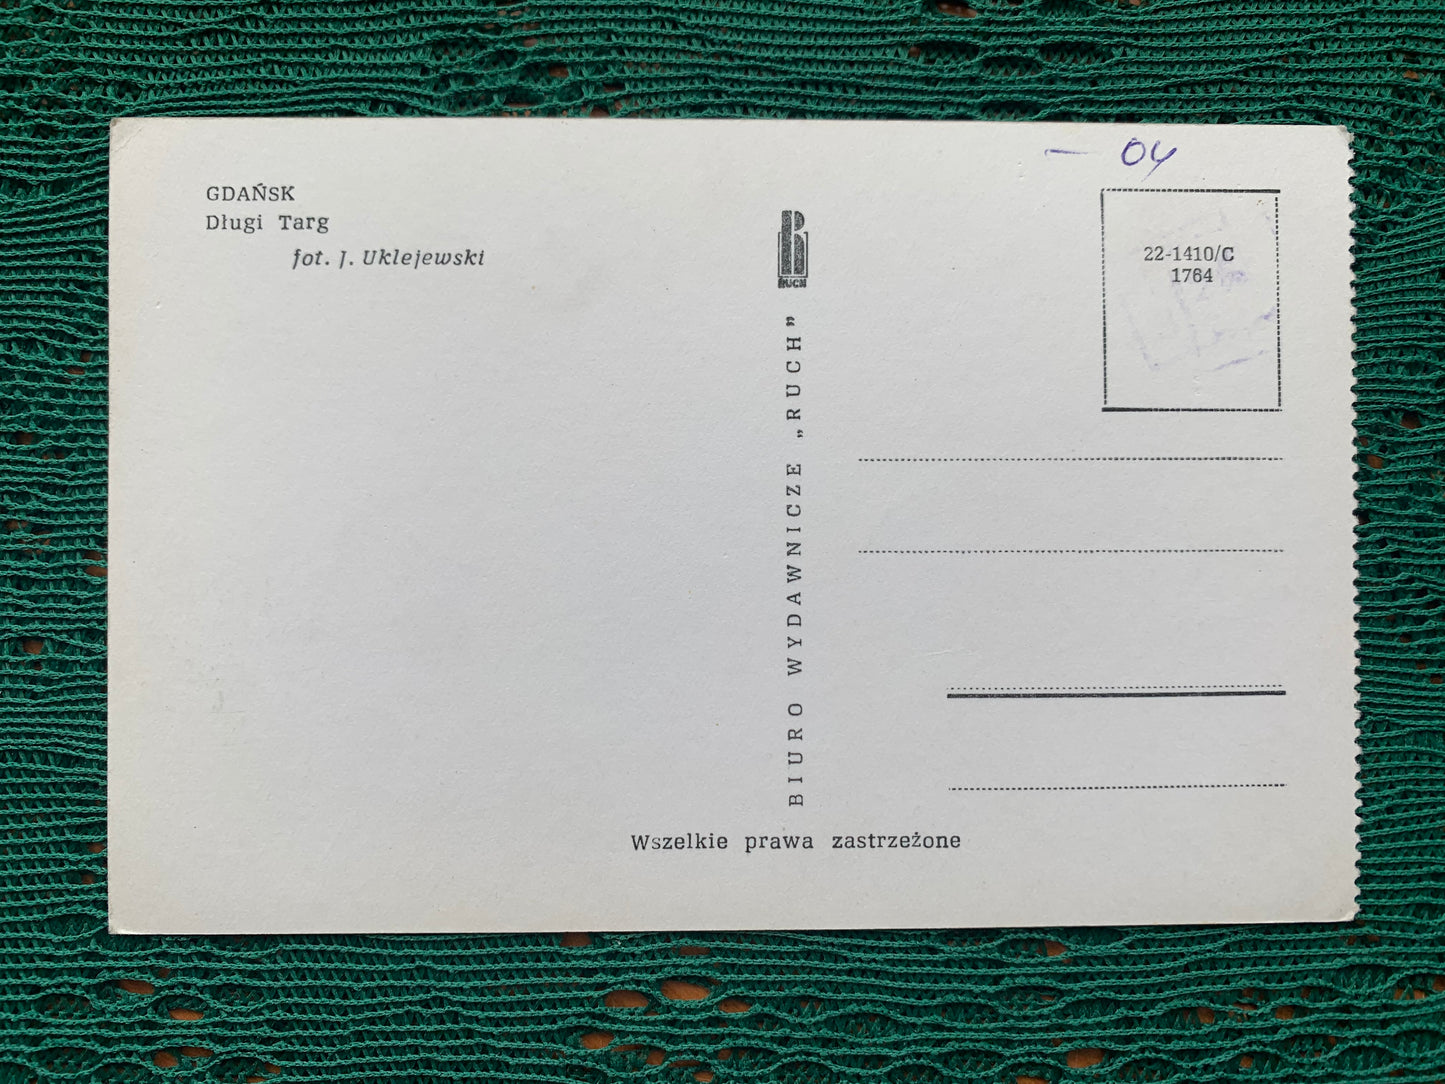 GDAŃSK
Długi Targ
fot. J. Uklejewski
RUCH
BIURO WYDAWNICZE „RUCH”
Wszelkie prawa zastrzeżone
— 04
22-1410/C
1764